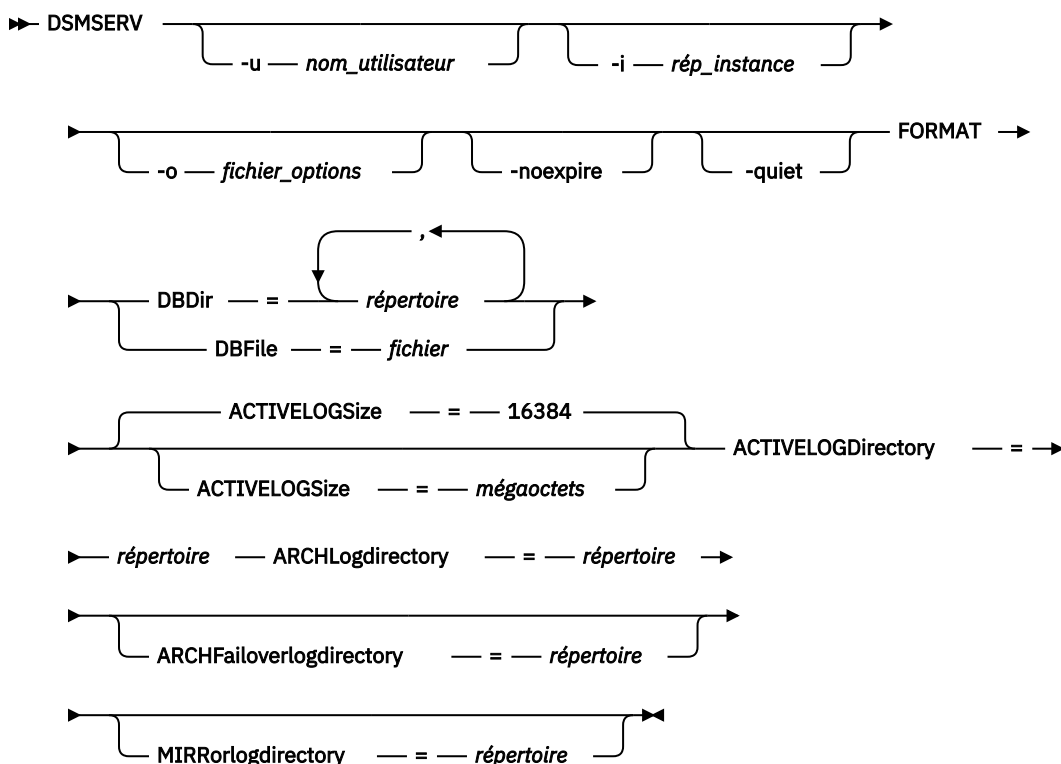 DSMSERV
-u nom_utilisateur -i rép_instance
FORMAT
-o fichier_options -noexpire -quiet
,
DBDir = répertoire
DBFile = fichier
ACTIVELOGSize = 16384
ACTIVELOGDirectory =
ACTIVELOGSize = mégaoctets
répertoire ARCHLogdirectory = répertoire
ARCHFailoverlogdirectory = répertoire
MIRRorlogdirectory = répertoire